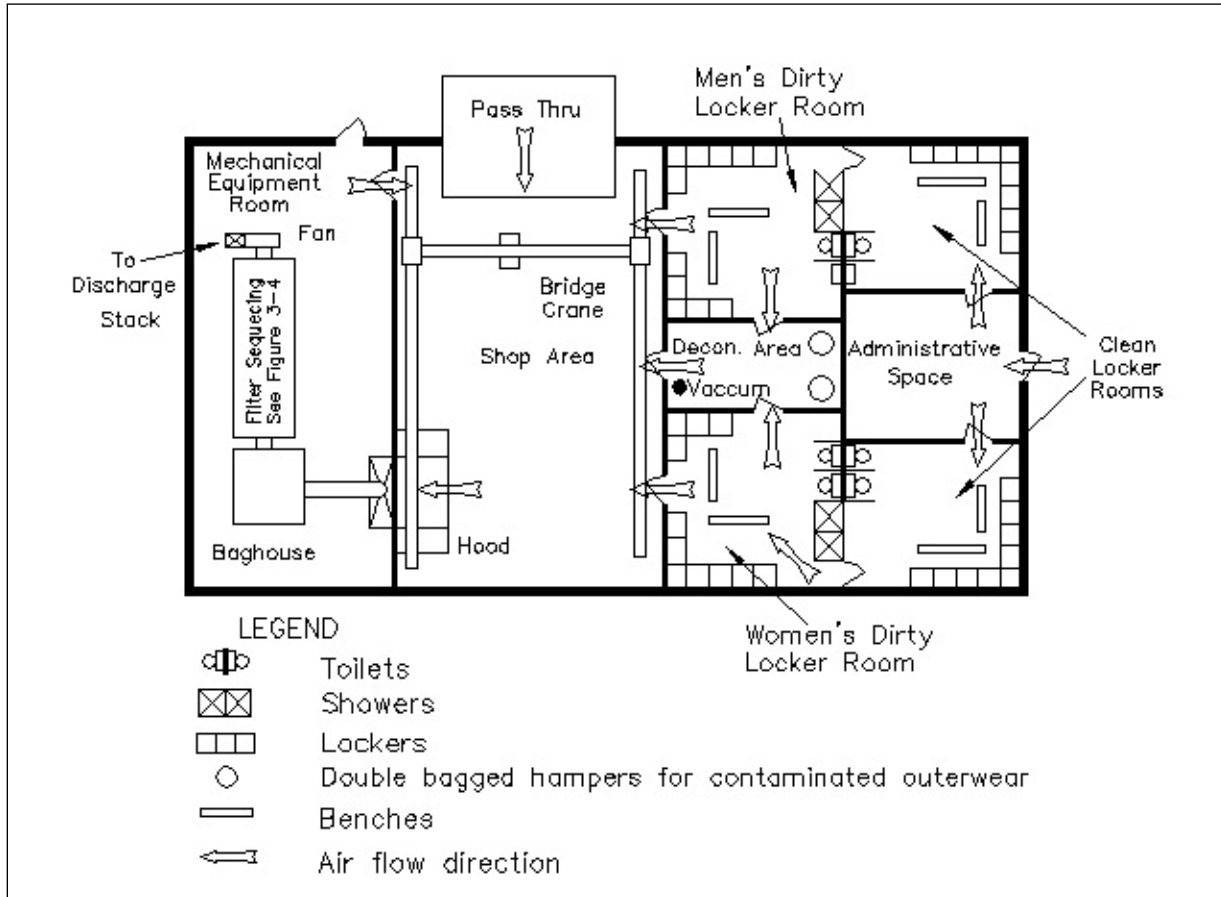 Men's Dirty
Locker Room
Pass Thru
Mechanical
Equipment
Room
Fan
To
Discharge
Stack
Filter Sequecing
See Figure 3-4
Bridge
Crane
Shop Area
Decon. Area
Vaccum
Administrative
Space
Clean
Locker
Rooms
Baghouse
Hood
Women's Dirty
Locker Room
LEGEND
Toilets
Showers
Lockers
Double bagged hampers for contaminated outerwear
Benches
Air flow direction